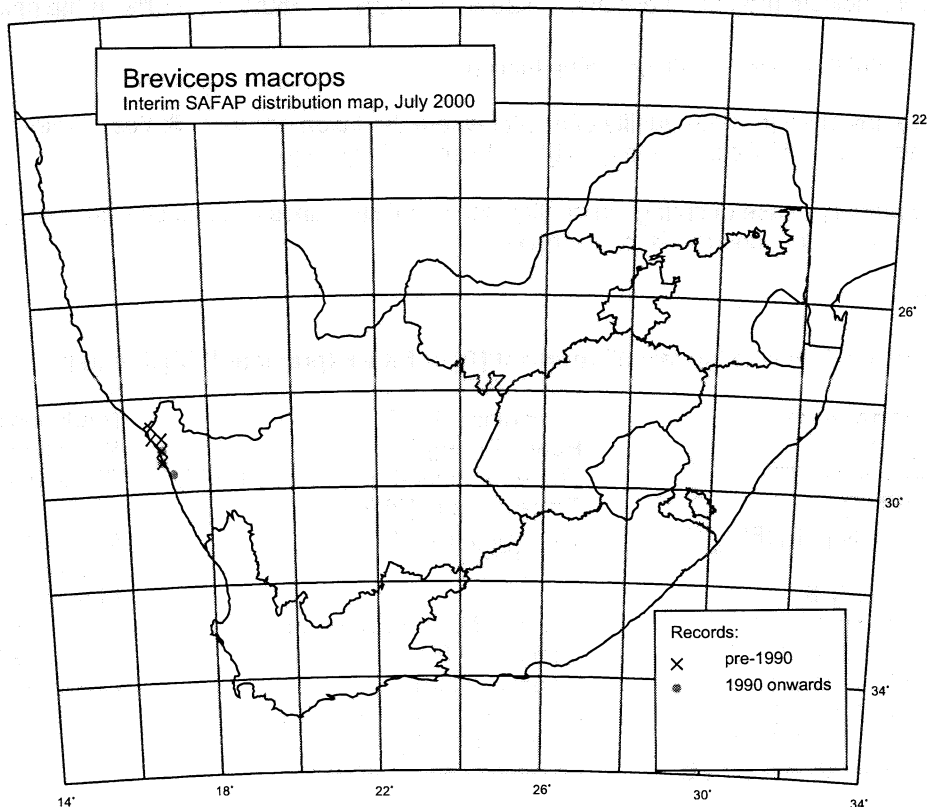 Breviceps macrops
Interim SAFAP distribution map, July 2000
22
26°
30°
34°
Records:
pre-1990
1990 onwards
14°
18°
22°
26°
30°
34°